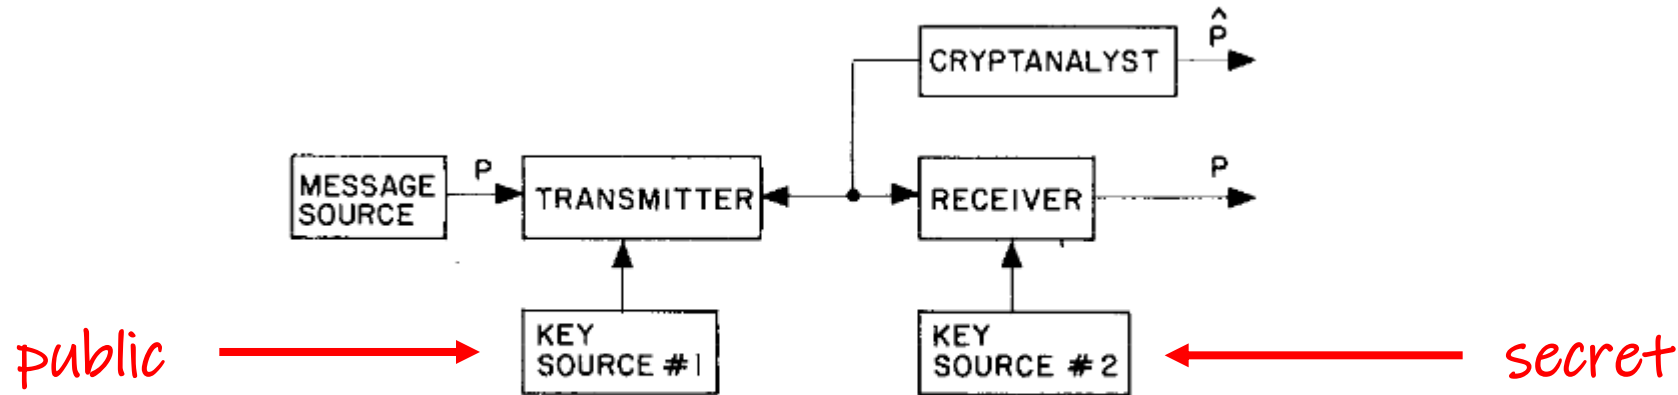 ^
P
CRYPTANALYST
MESSAGE
SOURCE
P
TRANSMITTER
RECEIVER
P
public
KEY
SOURCE #1
KEY
SOURCE #2
secret